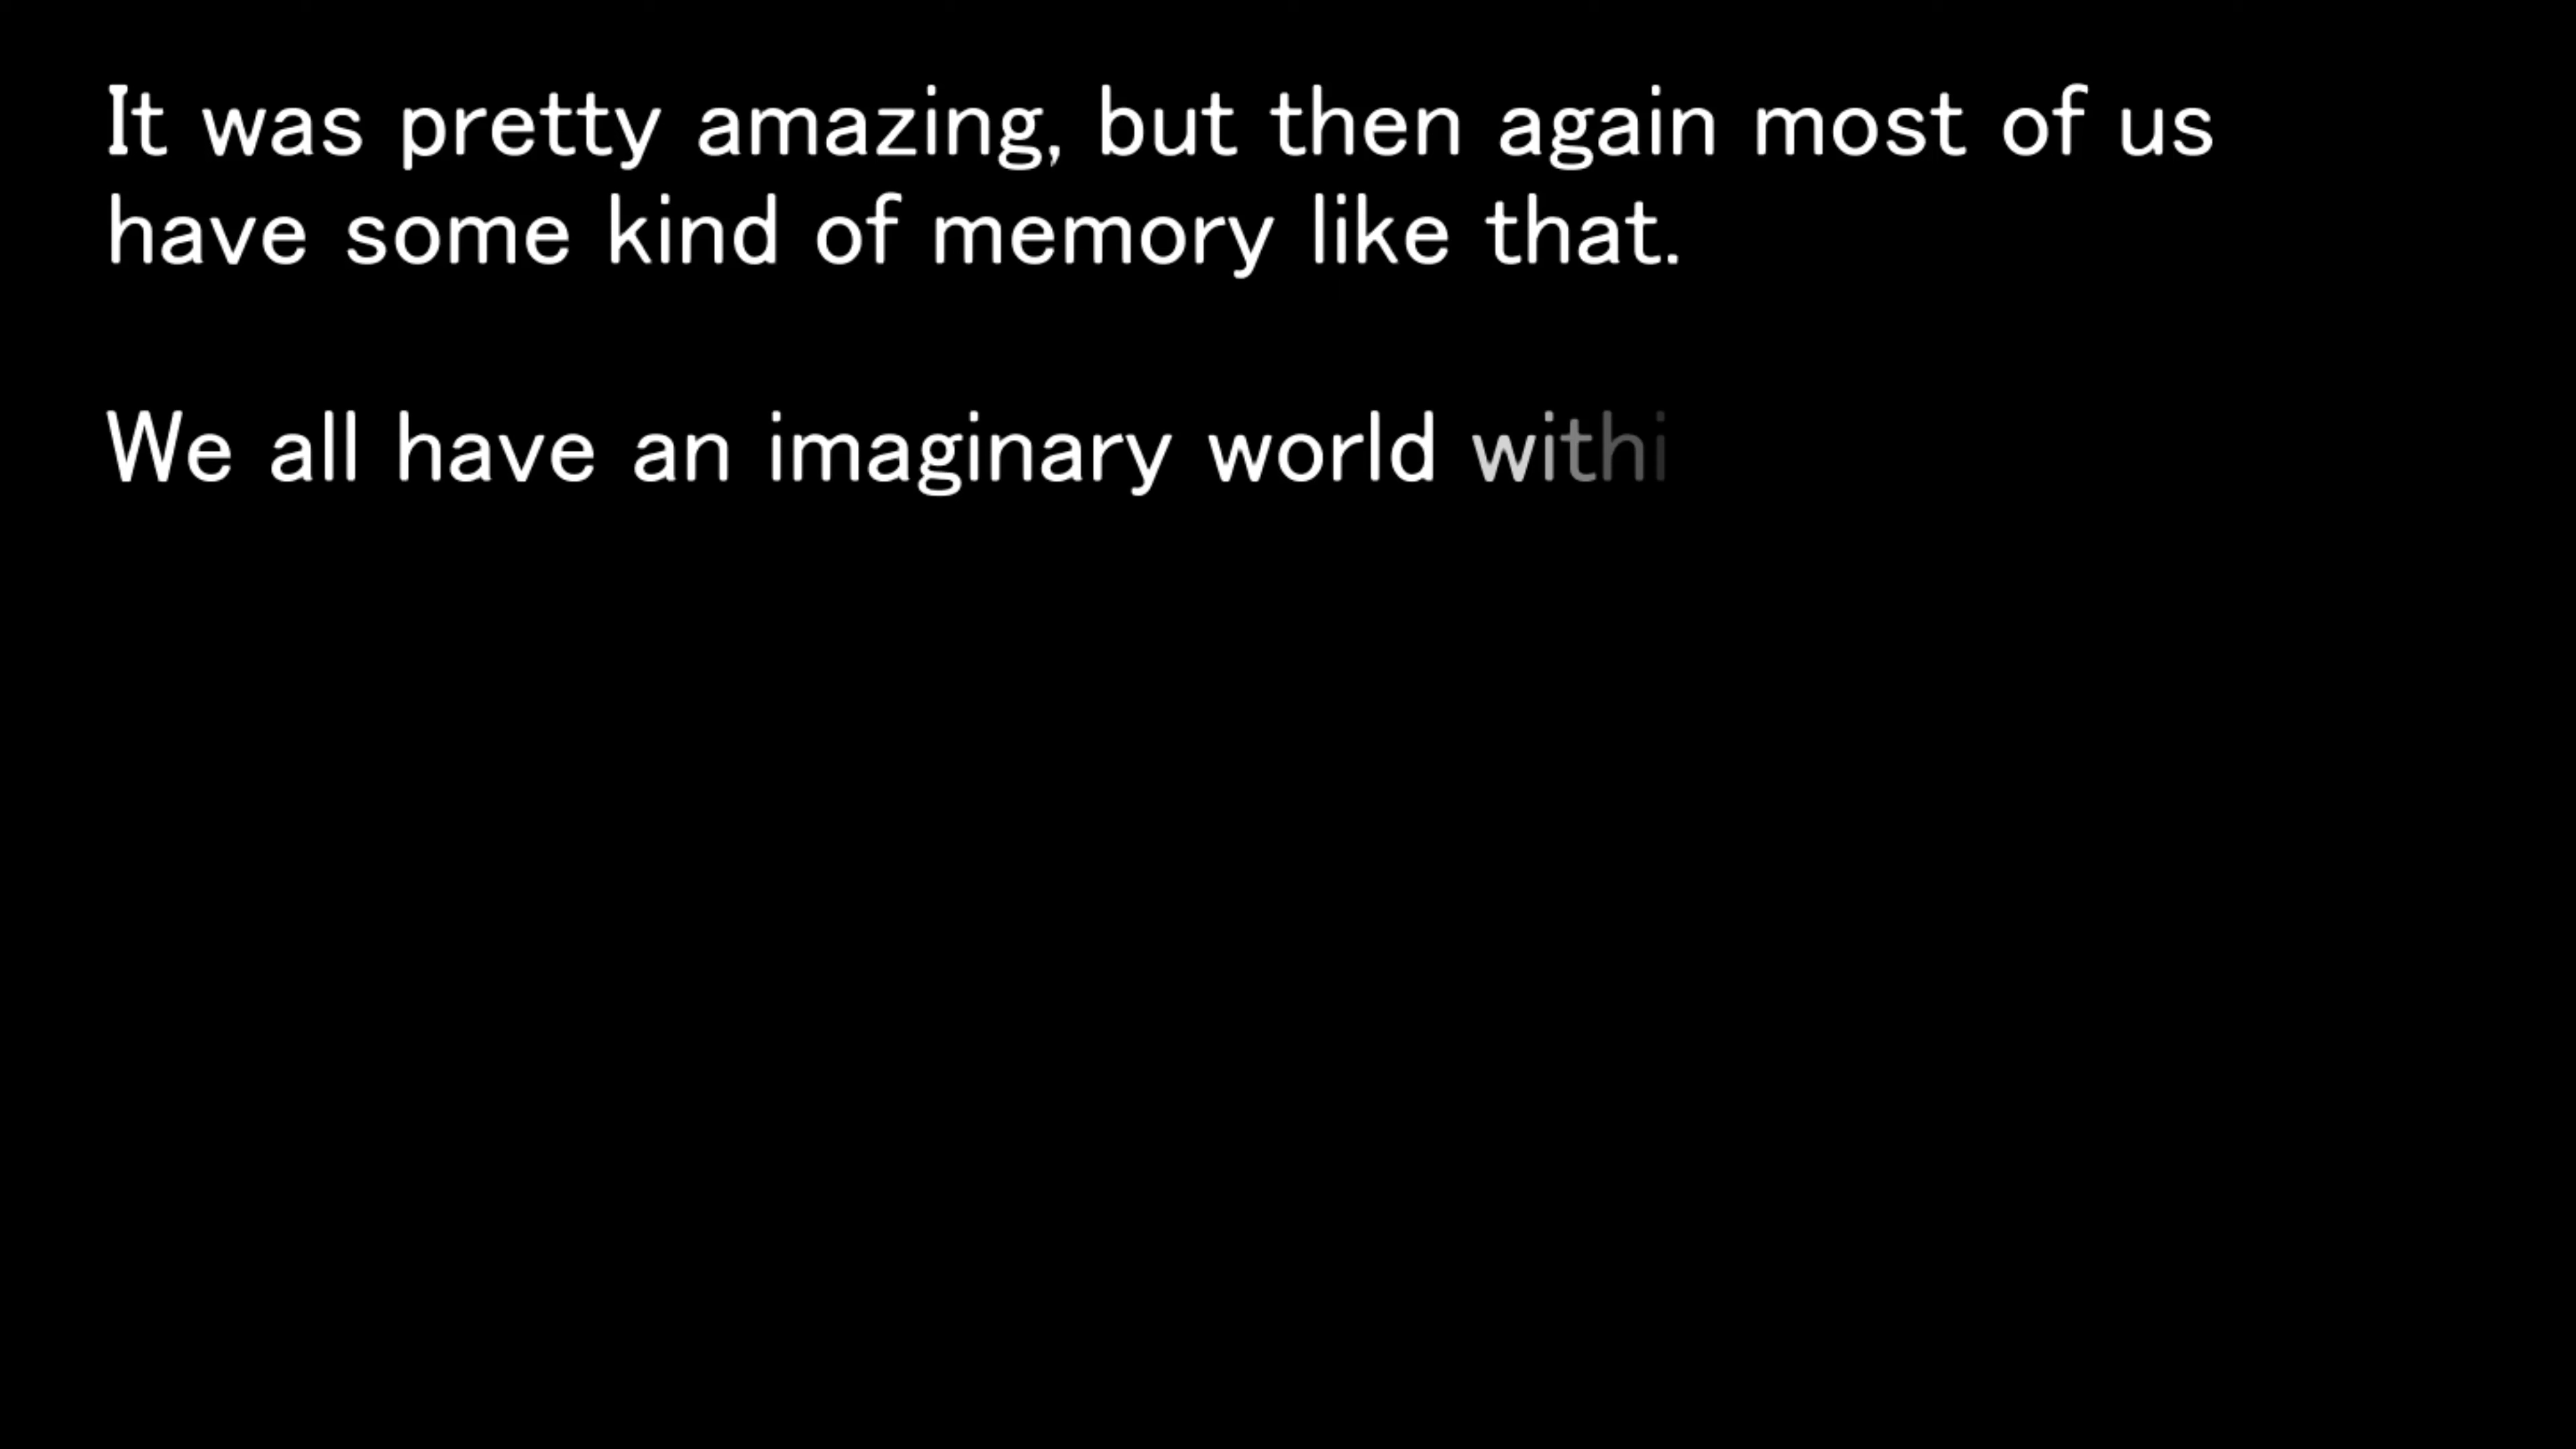 It was pretty amazing, but then again most of us
have some kind of memory like that.
We all have an imaginary world withi